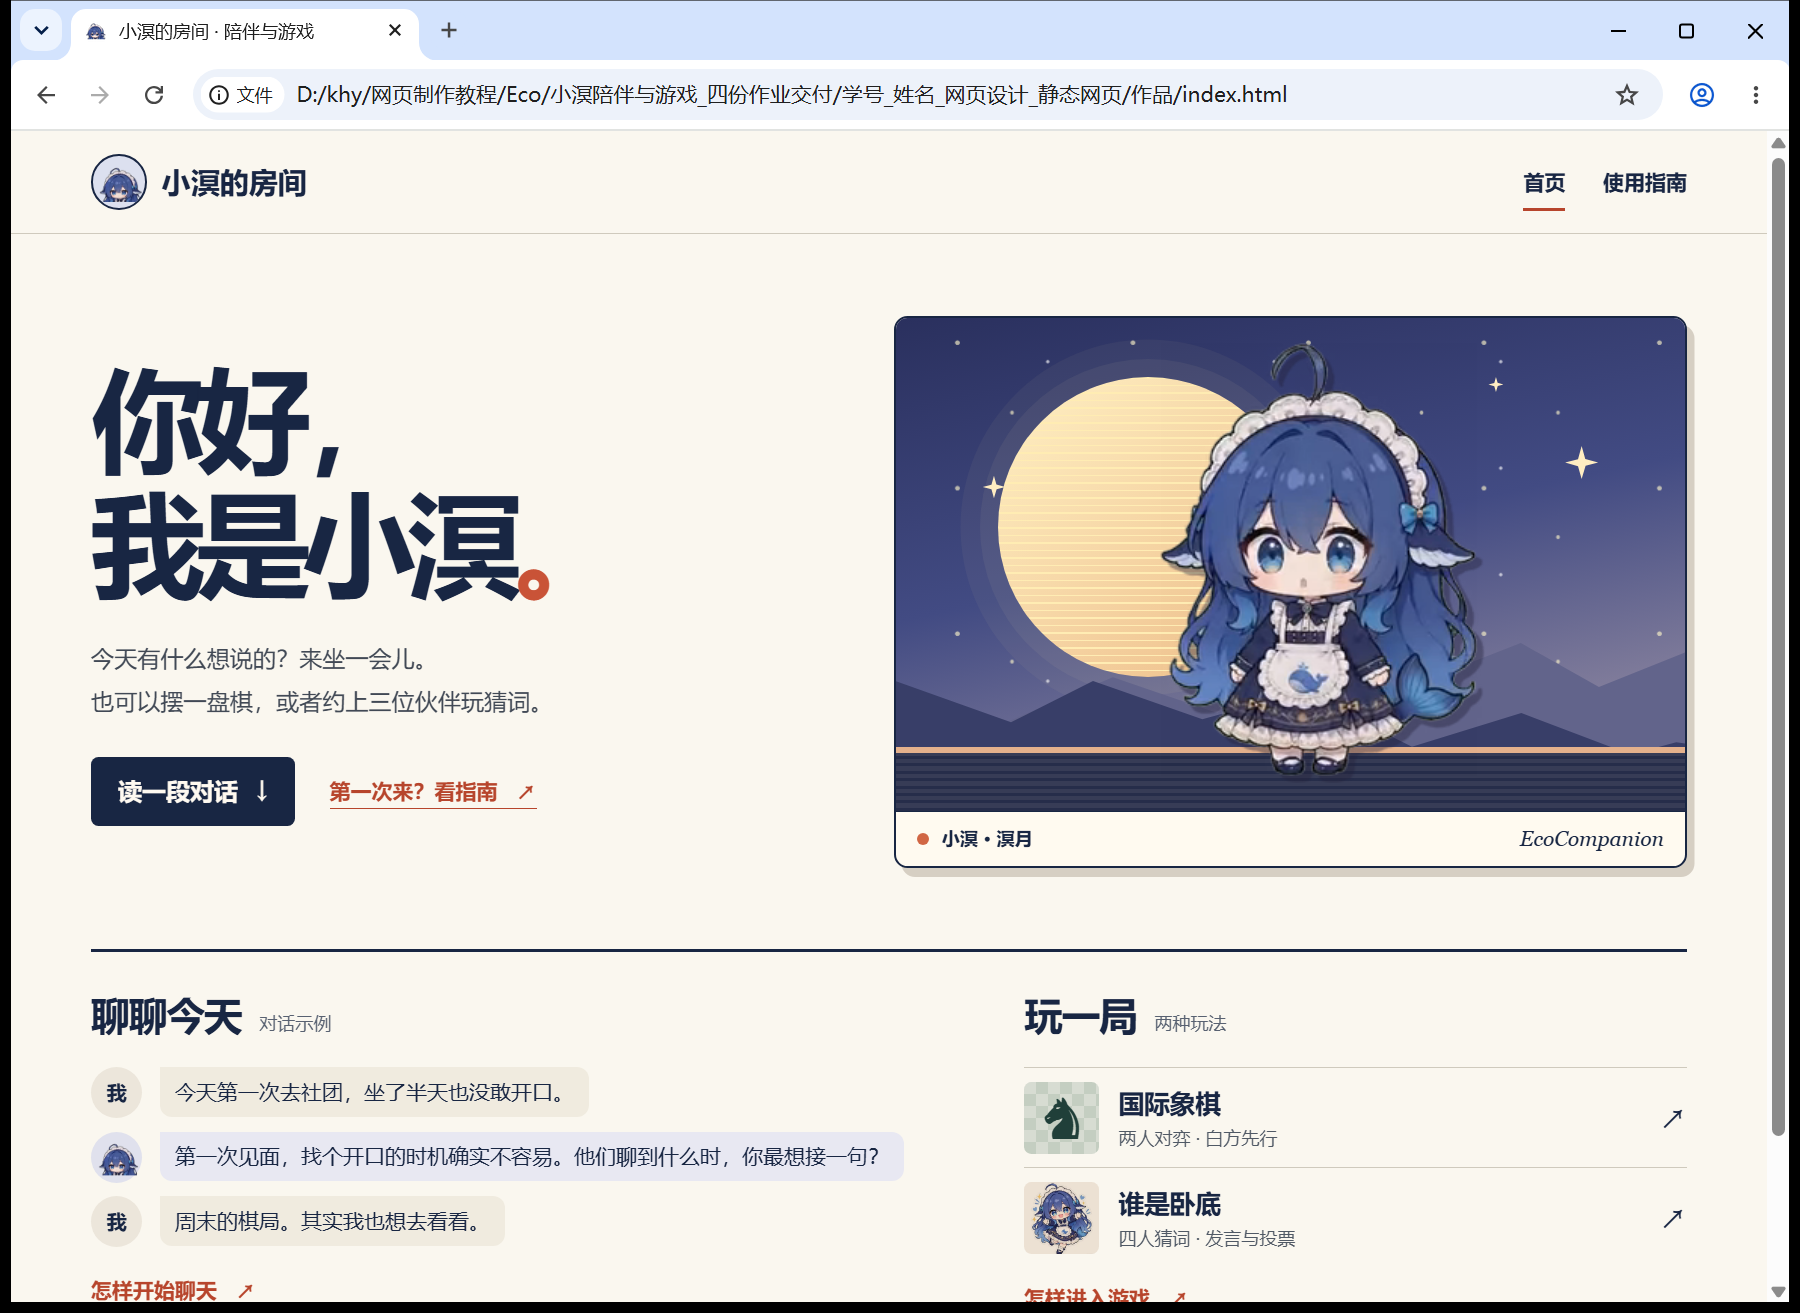 小溟的房间 · 陪伴与游戏
文件
D:/khy/网页制作教程/Eco/小溟陪伴与游戏_四份作业交付/学号_姓名_网页设计_静态网页/作品/index.html
小溟的房间
首页
使用指南
你好，
我是小溟。
今天有什么想说的？来坐一会儿。
也可以摆一盘棋，或者约上三位伙伴玩猜词。
读一段对话 ↓
第一次来？看指南 ↗
小溟 · 溟月
EcoCompanion
聊聊今天 对话示例
我
今天第一次去社团，坐了半天也没敢开口。
第一次见面，找个开口的时机确实不容易。他们聊到什么时，你最想接一句？
我
周末的棋局。其实我也想去看看。
怎样开始聊天 ↗
玩一局 两种玩法
国际象棋
两人对弈 · 白方先行
↗
谁是卧底
四人猜词 · 发言与投票
↗
怎样进入游戏 ↗